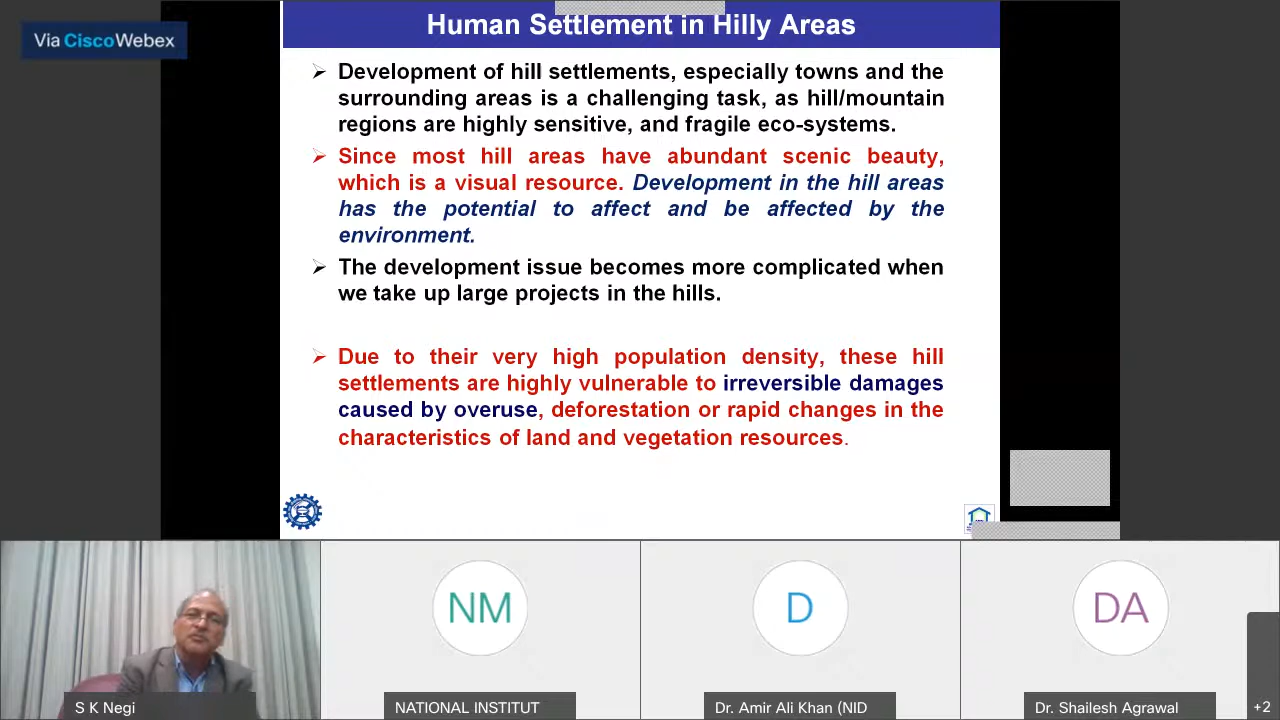 Via CiscoWebex
Human Settlement in Hilly Areas
Development of hill settlements, especially towns and the
surrounding areas is a challenging task, as hill/mountain
regions are highly sensitive, and fragile eco-systems.
Since most hill areas have abundant scenic beauty,
which is a visual resource. Development in the hill areas
has the potential to affect and be affected by the
environment.
The development issue becomes more complicated when
we take up large projects in the hills.
Due to their very high population density, these hill
settlements are highly vulnerable to irreversible damages
caused by overuse, deforestation or rapid changes in the
characteristics of land and vegetation resources.
NM
D
DA
S K Negi
NATIONAL INSTITUT
Dr. Amir Ali Khan (NID
Dr. Shailesh Agrawal
+2